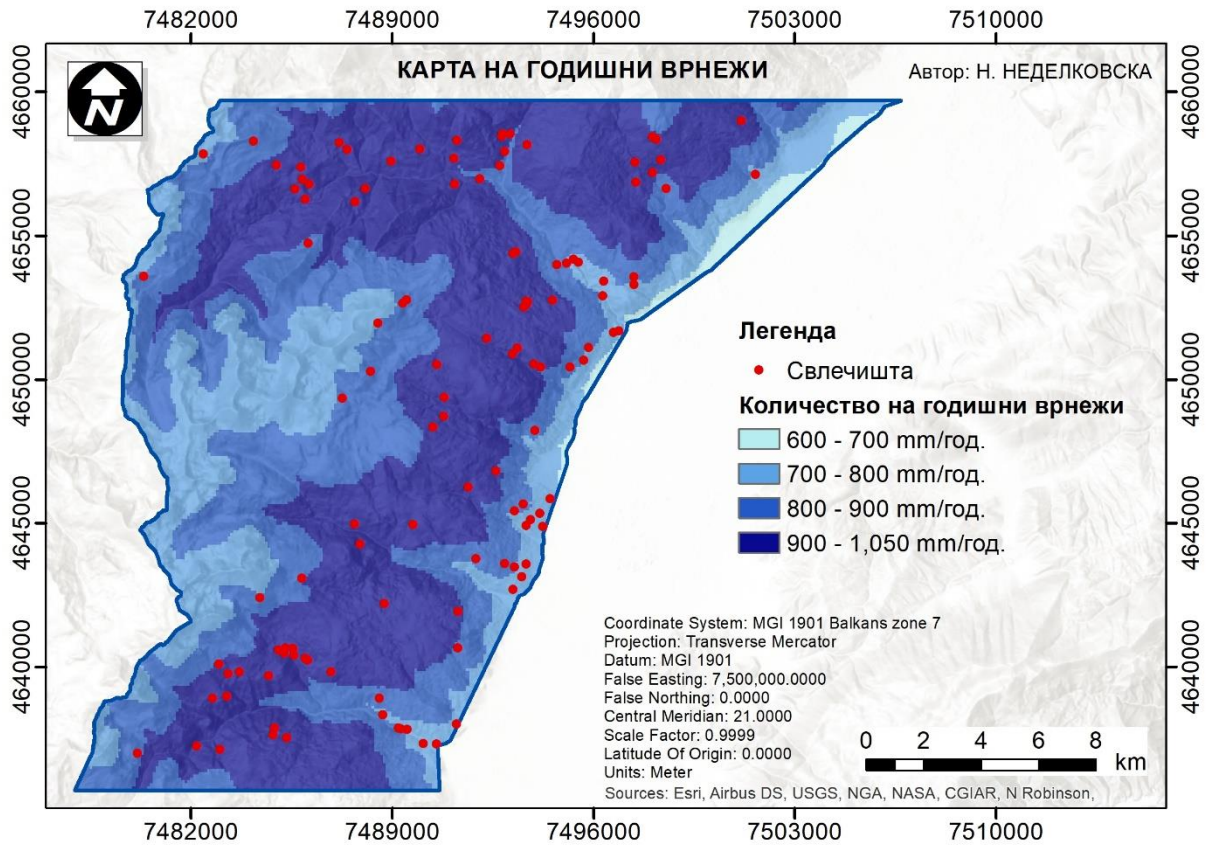 7482000 7489000 7496000 7503000 7510000
КАРТА НА ГОДИШНИ ВРНЕЖИ
Автор: Н. НЕДЕЛКОВСКА
N
4660000 4660000
4655000 4655000
4650000 4650000
4645000 4645000
4640000 4640000
Легенда
Свлечишта
Количество на годишни врнежи
600 - 700 mm/год.
700 - 800 mm/год.
800 - 900 mm/год.
900 - 1,050 mm/год.
Coordinate System: MGI 1901 Balkans zone 7
Projection: Transverse Mercator
Datum: MGI 1901
False Easting: 7,500,000.0000
False Northing: 0.0000
Central Meridian: 21.0000
Scale Factor: 0.9999
Latitude Of Origin: 0.0000
Units: Meter
0 2 4 6 8
km
Sources: Esri, Airbus DS, USGS, NGA, NASA, CGIAR, N Robinson,
7482000 7489000 7496000 7503000 7510000